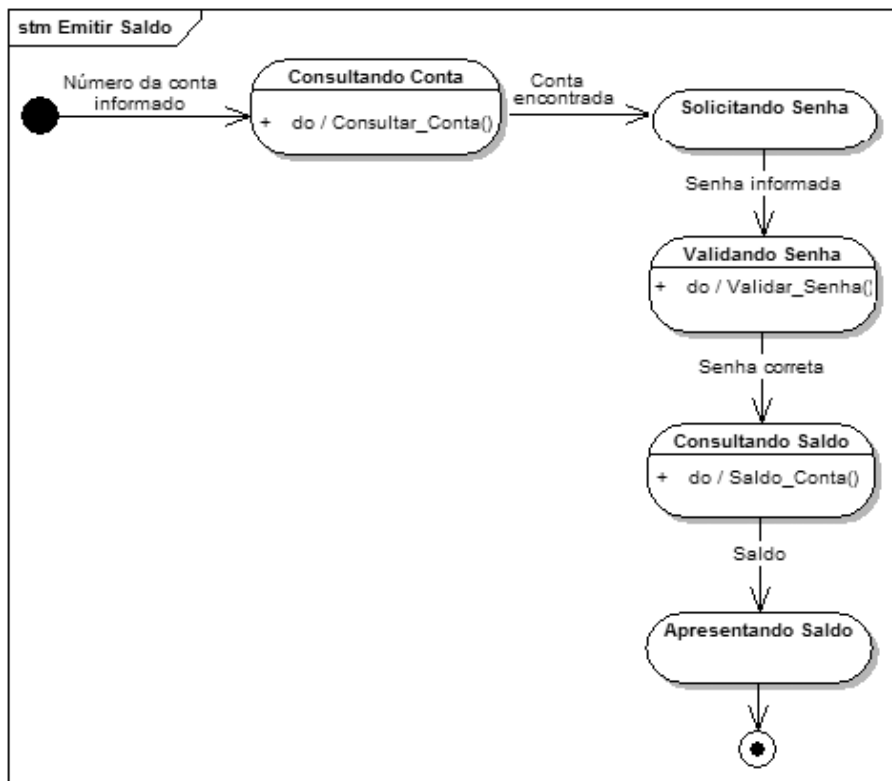 stm Emitir Saldo
Número da conta
informado
Consultando Conta
+ do / Consultar_Conta()
Conta
encontrada
Solicitando Senha
Senha informada
Validando Senha
+ do / Validar_Senha()
Senha correta
Consultando Saldo
+ do / Saldo_Conta()
Saldo
Apresentando Saldo